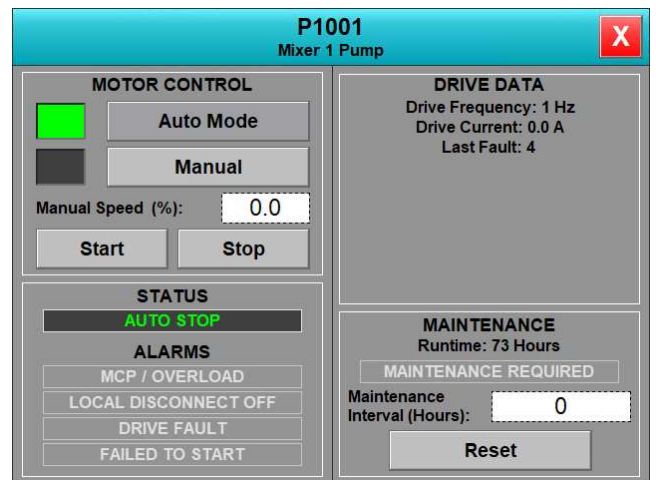 P1001
Mixer 1 Pump
X
MOTOR CONTROL
Auto Mode
Manual
Manual Speed (%):
0.0
Start
Stop
STATUS
AUTO STOP
ALARMS
MCP / OVERLOAD
LOCAL DISCONNECT OFF
DRIVE FAULT
FAILED TO START
DRIVE DATA
Drive Frequency: 1 Hz
Drive Current: 0.0 A
Last Fault: 4
MAINTENANCE
Runtime: 73 Hours
MAINTENANCE REQUIRED
Maintenance
Interval (Hours):
0
Reset